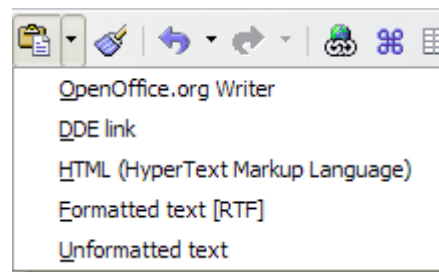 OpenOffice.org Writer
DDE link
HTML (HyperText Markup Language)
Formatted text [RTF]
Unformatted text